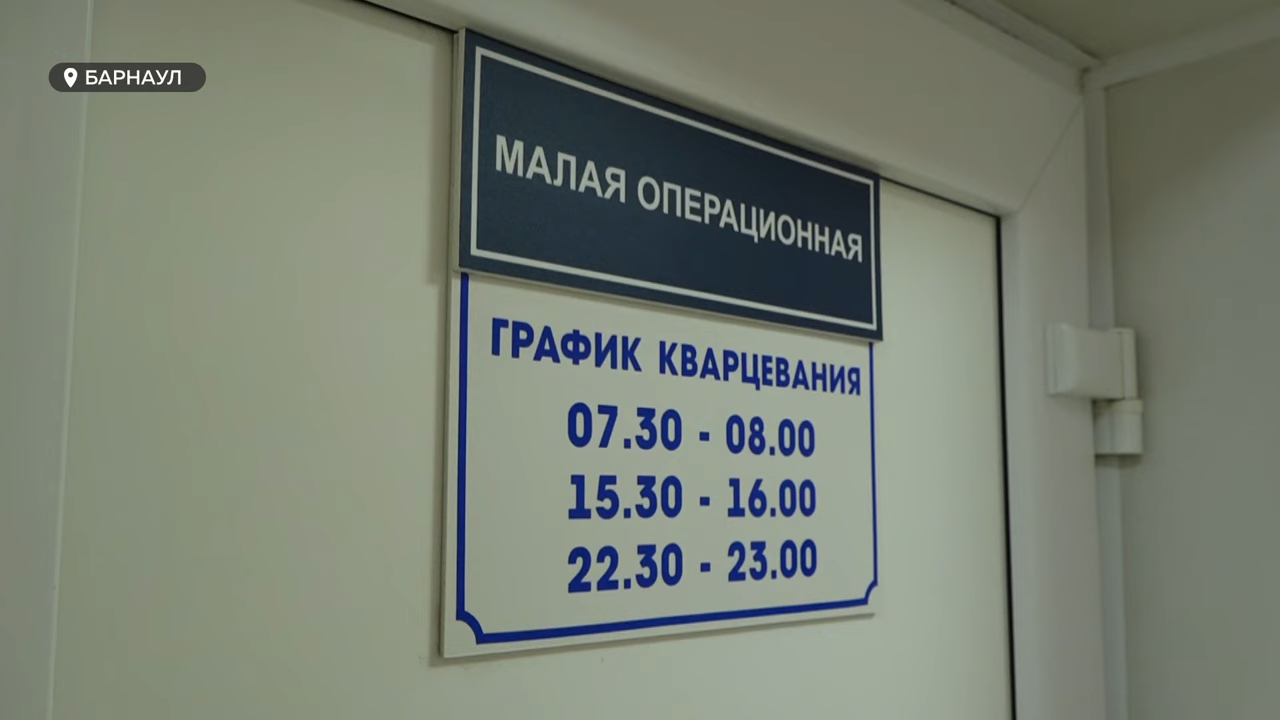 БАРНАУЛ
МАЛАЯ ОПЕРАЦИОННАЯ
ГРАФИК КВАРЦЕВАНИЯ
07.30 - 08.00
15.30 - 16.00
22.30 - 23.00